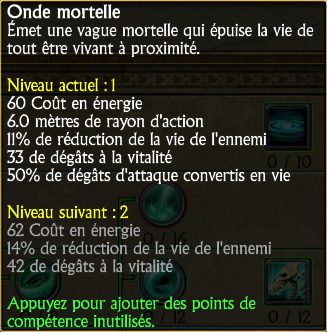 Onde mortelle
Émet une vague mortelle qui épuise la vie de
tout être vivant à proximité.
Niveau actuel : 1
60 Coût en énergie
6.0 mètres de rayon d'action
11% de réduction de la vie de l'ennemi
33 de dégâts à la vitalité
50% de dégâts d'attaque convertis en vie
0 / 10
Niveau suivant : 2
62 Coût en énergie
14% de réduction de la vie de l'ennemi
42 de dégâts à la vitalité
Appuyez pour ajouter des points de
compétence inutilisés.